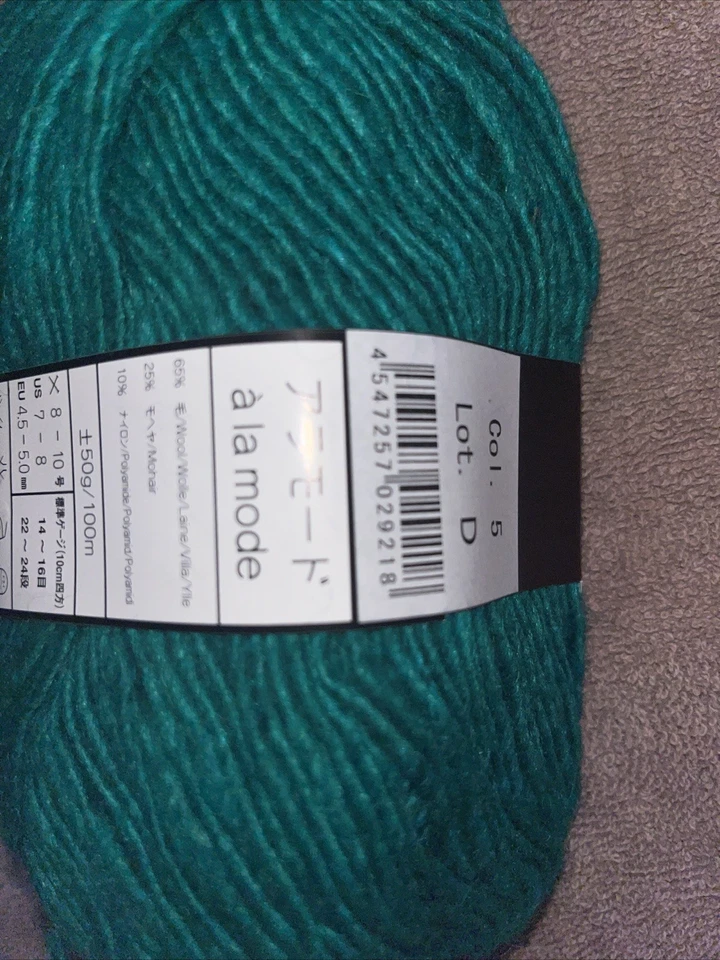 Col. 5
Lot. D
4 547257 029218
アラモード
à la mode
65% 毛/Wool/Wolle/Laine/Villa/Ylle
25% モヘヤ/Mohair
10% ナイロン/Polyamide/Polyamid/Polyamid
±50g/100m
8 - 10 号
US 7 - 8
EU 4.5 - 5.0 mm
標準ゲージ(10cm四方)
14 ～ 16目
22 ～ 24段